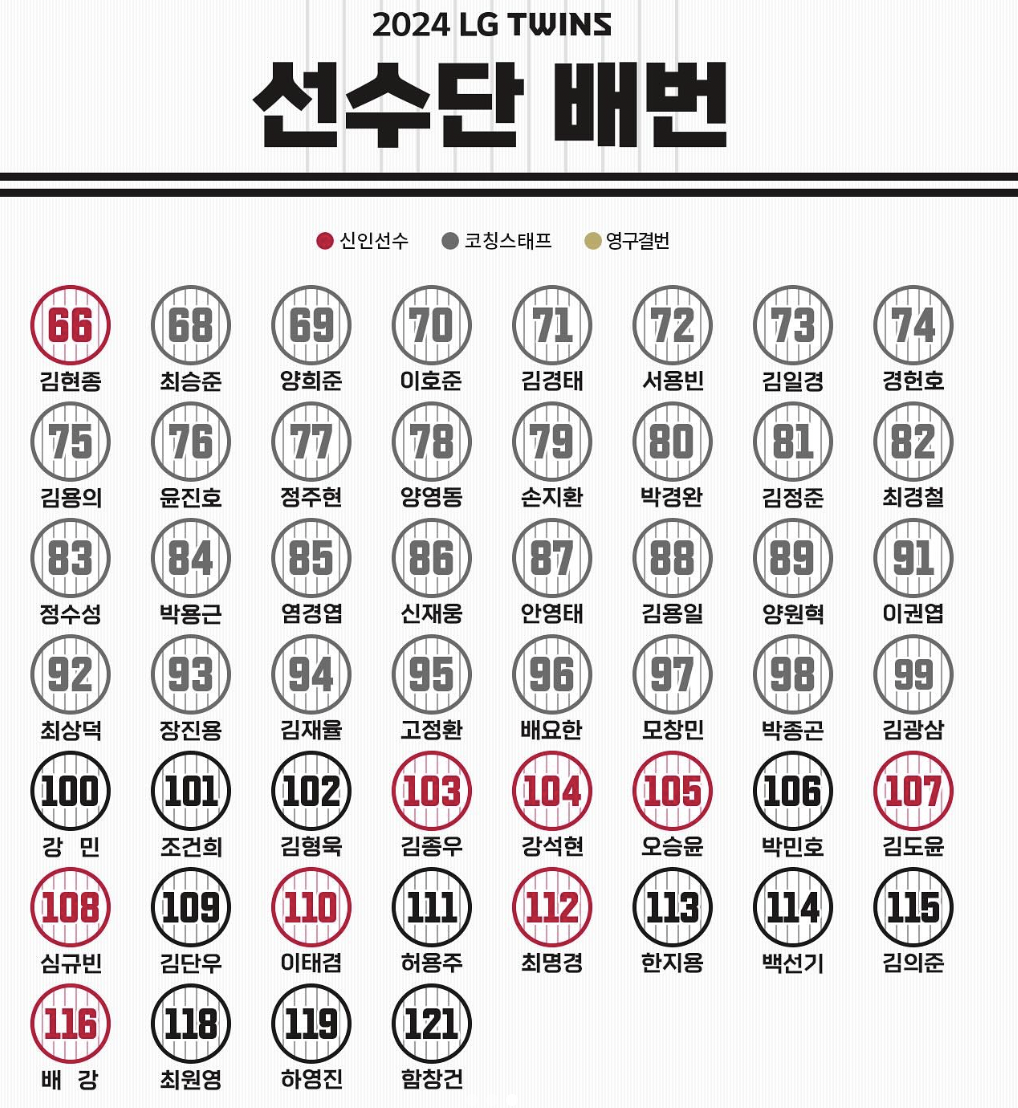 2024 LG TWINS
선수단 배번
신인선수 코칭스태프 영구결번
66 68 69 70 71 72 73 74
김현종 최승준 양희준 이호준 김경태 서용빈 김일경 경헌호
75 76 77 78 79 80 81 82
김용의 윤진호 정주현 양영동 손지환 박경완 김정준 최경철
83 84 85 86 87 88 89 91
정수성 박용근 염경엽 신재웅 안영태 김용일 양원혁 이권엽
92 93 94 95 96 97 98 99
최상덕 장진용 김재율 고정환 배요한 모창민 박종곤 김광삼
100 101 102 103 104 105 106 107
강 민 조건희 김형욱 김종우 강석현 오승윤 박민호 김도윤
108 109 110 111 112 113 114 115
심규빈 김단우 이태겸 허용주 최명경 한지용 백선기 김의준
116 118 119 121
배 강 최원영 하영진 함창건